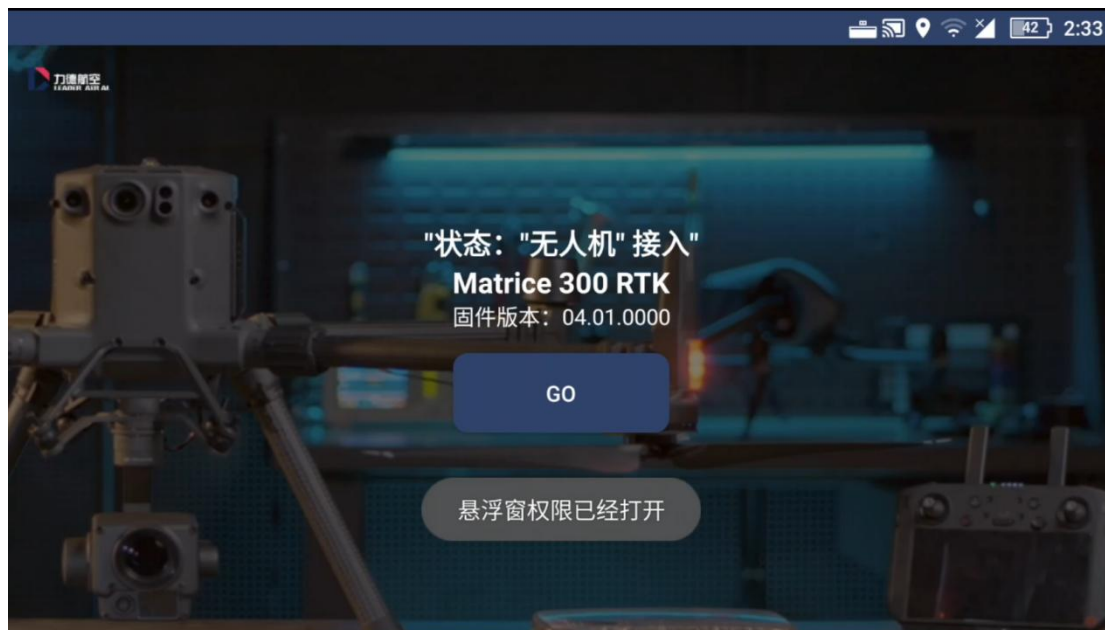 42 2:33
力德航空
"状态："无人机" 接入"
Matrice 300 RTK
固件版本：04.01.0000
GO
悬浮窗权限已经打开